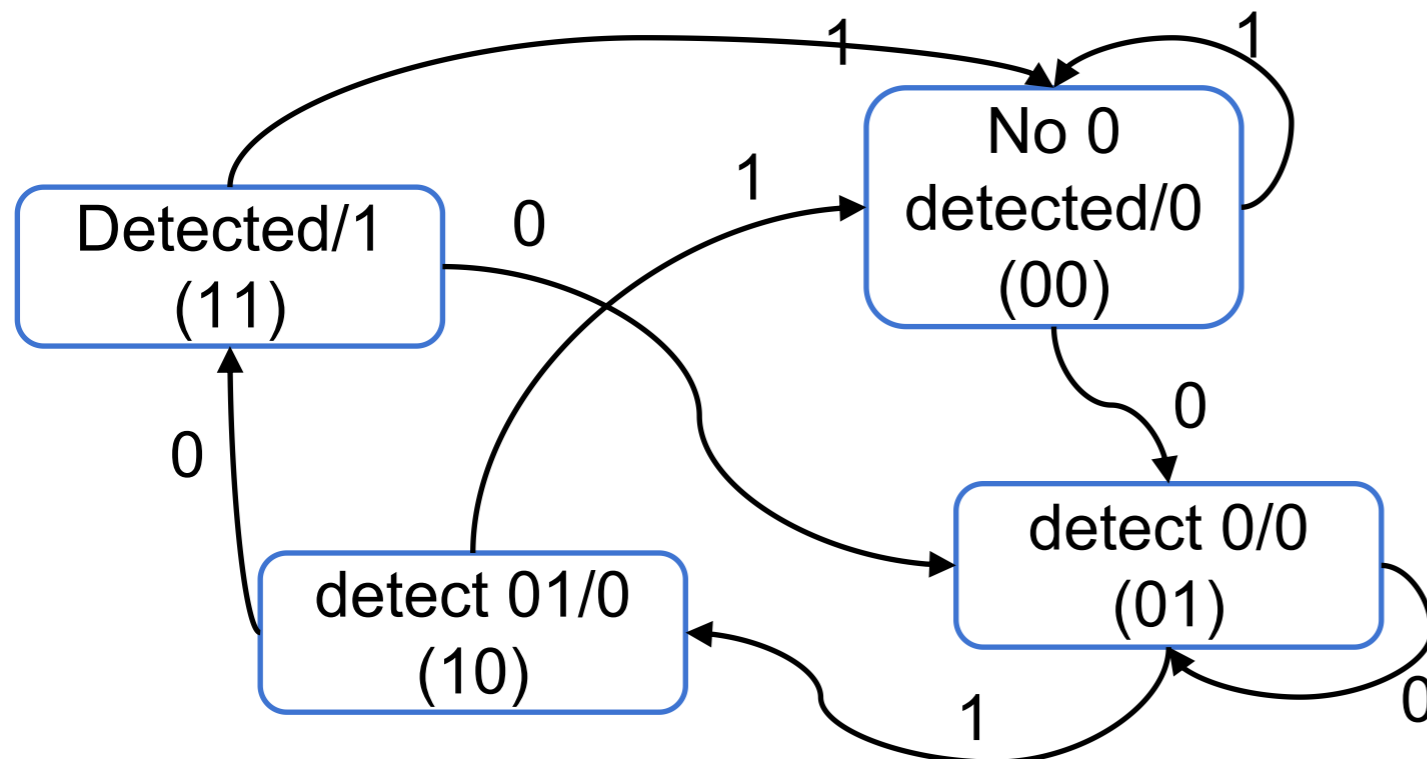 1
1
No 0
detected/0
(00)
1
Detected/1
(11)
0
0
0
detect 0/0
(01)
detect 01/0
(10)
1
0